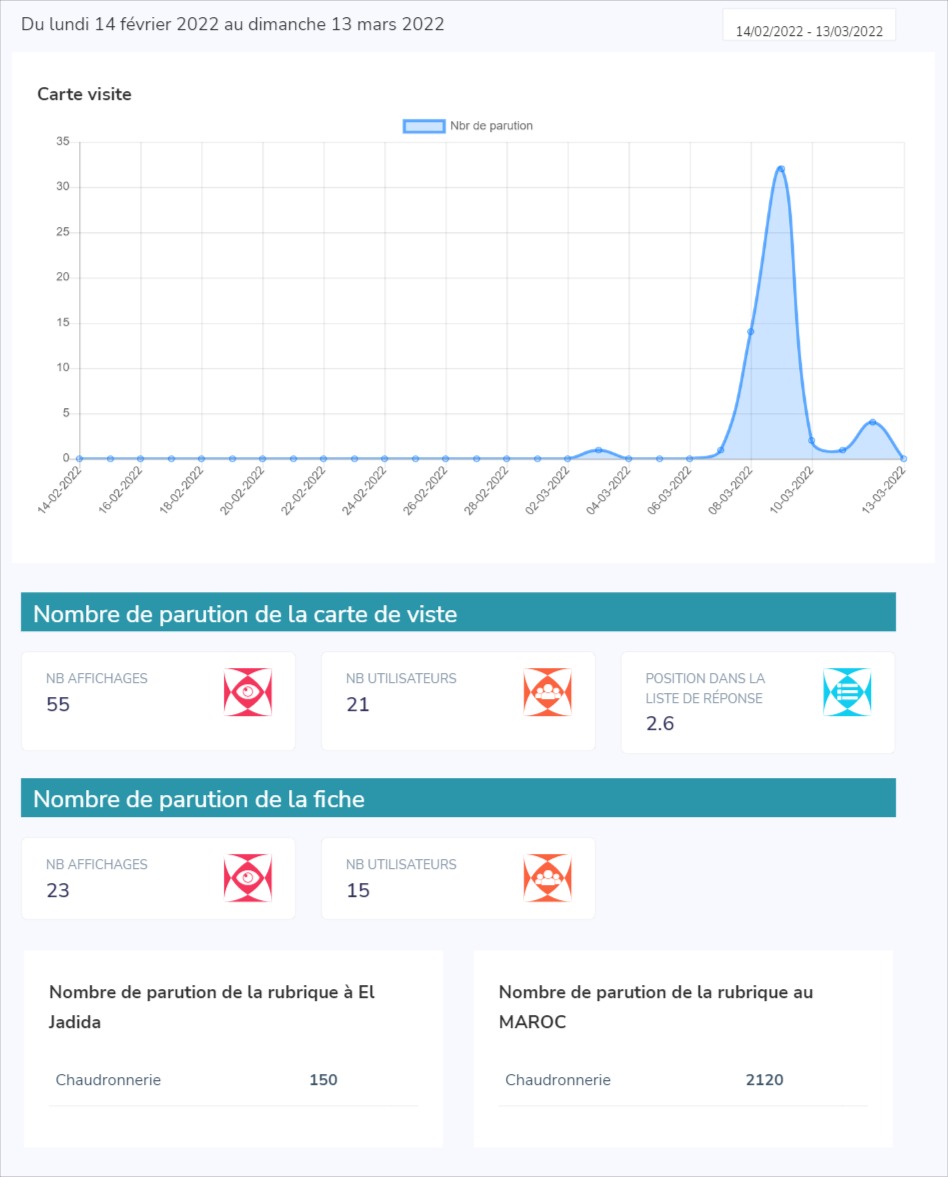 Du lundi 14 février 2022 au dimanche 13 mars 2022
14/02/2022 - 13/03/2022
Carte visite
Nbr de parution
35
30
25
20
15
10
5
0
14-02-2022
16-02-2022
18-02-2022
20-02-2022
22-02-2022
24-02-2022
26-02-2022
28-02-2022
02-03-2022
04-03-2022
06-03-2022
08-03-2022
10-03-2022
13-03-2022
Nombre de parution de la carte de viste
NB AFFICHAGES
55
NB UTILISATEURS
21
POSITION DANS LA
LISTE DE RÉPONSE
2.6
Nombre de parution de la fiche
NB AFFICHAGES
23
NB UTILISATEURS
15
Nombre de parution de la rubrique à El
Jadida
Chaudronnerie 150
Nombre de parution de la rubrique au
MAROC
Chaudronnerie 2120